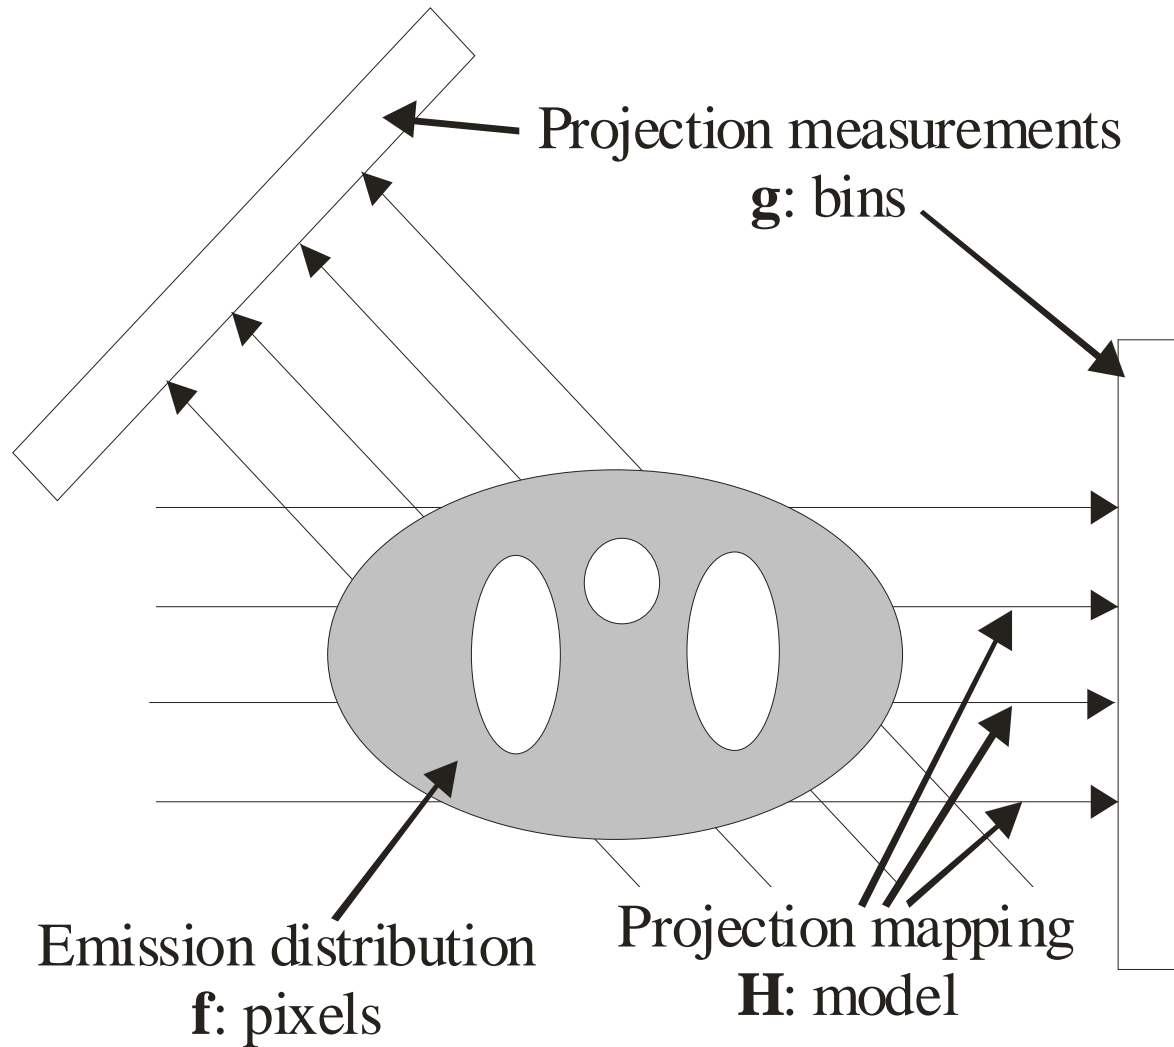 Projection measurements
g: bins
Emission distribution
f: pixels
Projection mapping
H: model